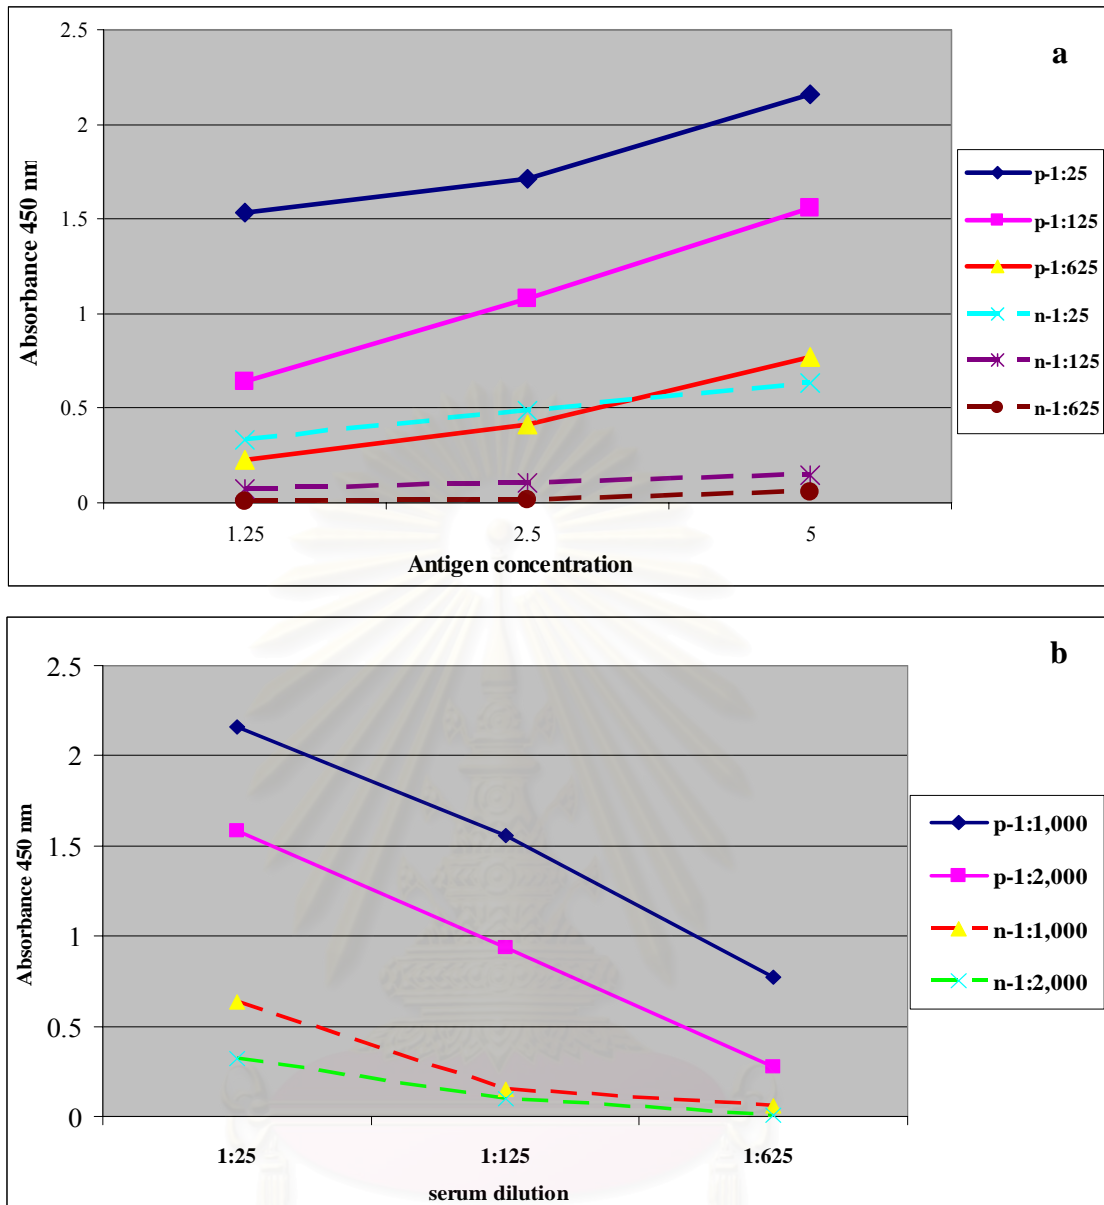 a
2.5
2
1.5
1
0.5
0
Absorbance 450 nm
1.25
2.5
5
Antigen concentration
p-1:25
p-1:125
p-1:625
n-1:25
n-1:125
n-1:625
b
2.5
2
1.5
1
0.5
0
Absorbance 450 nm
1:25
1:125
1:625
serum dilution
p-1:1,000
p-1:2,000
n-1:1,000
n-1:2,000